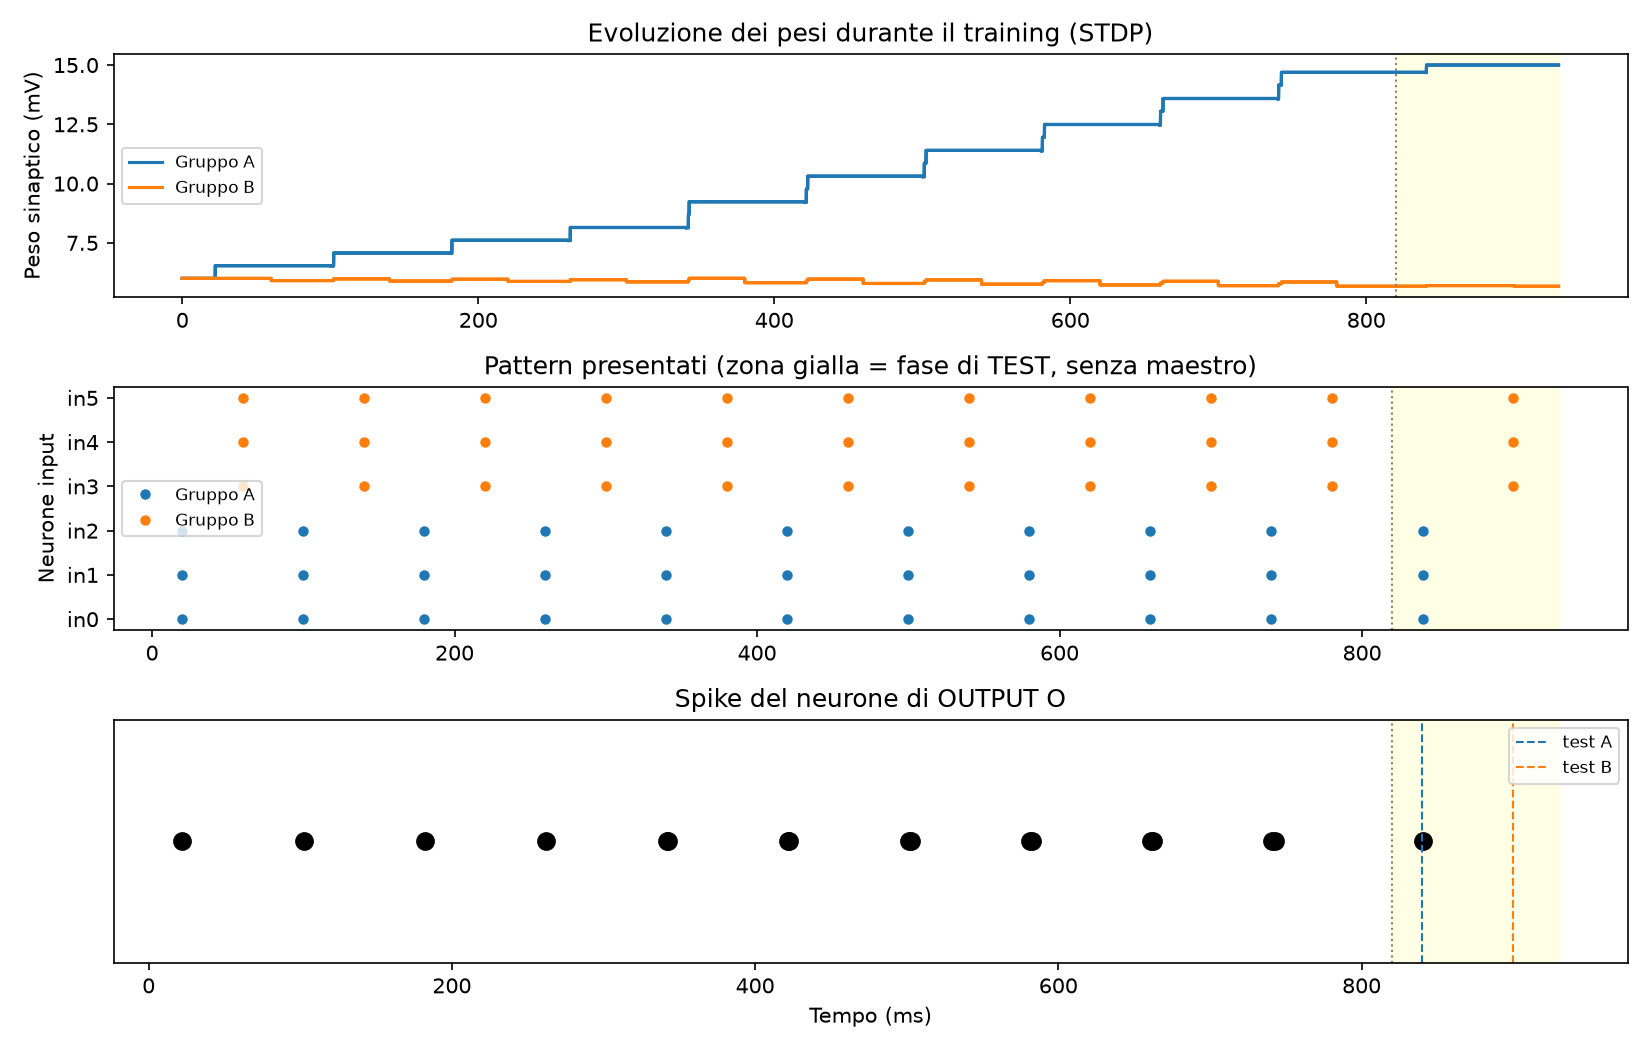 Evoluzione dei pesi durante il training (STDP)
Peso sinaptico (mV)
15.0
12.5
10.0
7.5
Gruppo A
Gruppo B
0 200 400 600 800
Pattern presentati (zona gialla = fase di TEST, senza maestro)
Neurone input
in5
in4
in3
in2
in1
in0
Gruppo A
Gruppo B
0 200 400 600 800
Spike del neurone di OUTPUT O
test A
test B
0 200 400 600 800
Tempo (ms)